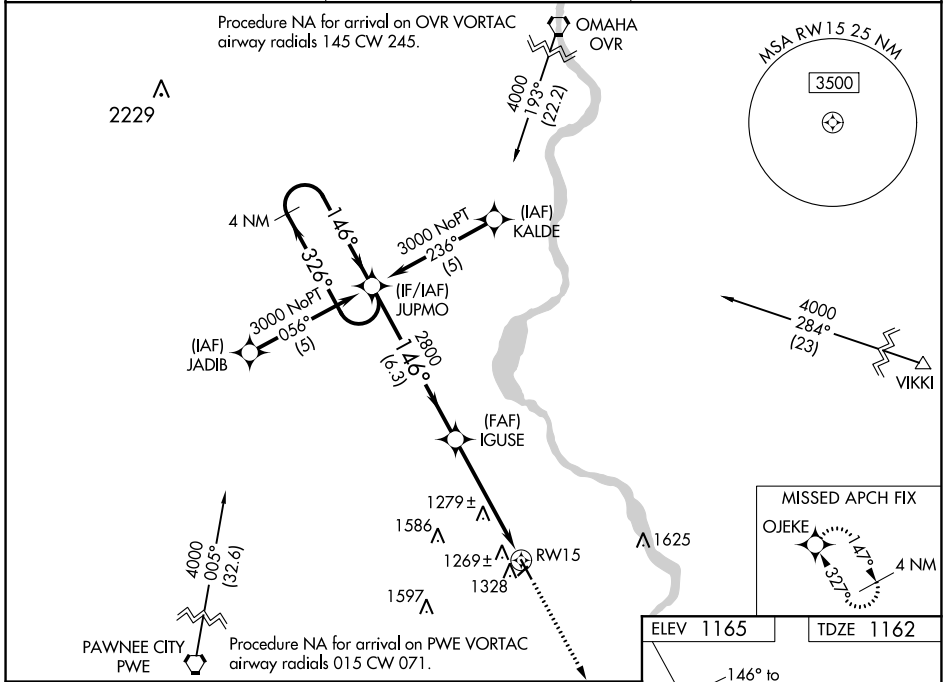 Procedure NA for arrival on OVR VORTAC
airway radials 145 CW 245.
OMAHA
OVR
4000
193°
(22.2)
MSA RW15 25 NM
3500
2229
4 NM
146°
326°
(IAF)
KALDE
3000 NoPT
236°
(5)
(IF/IAF)
JUPMO
3000 NoPT
056°
(5)
(IAF)
JADIB
2800
146°
(6.3)
4000
284°
(23)
VIKKI
(FAF)
IGUSE
1279±
1586
1269±
1328
RW15
1625
1597
MISSED APCH FIX
OJEKE
147°
327°
4 NM
4000
005°
(32.6)
PAWNEE CITY
PWE
Procedure NA for arrival on PWE VORTAC
airway radials 015 CW 071.
ELEV 1165
TDZE 1162
146° to